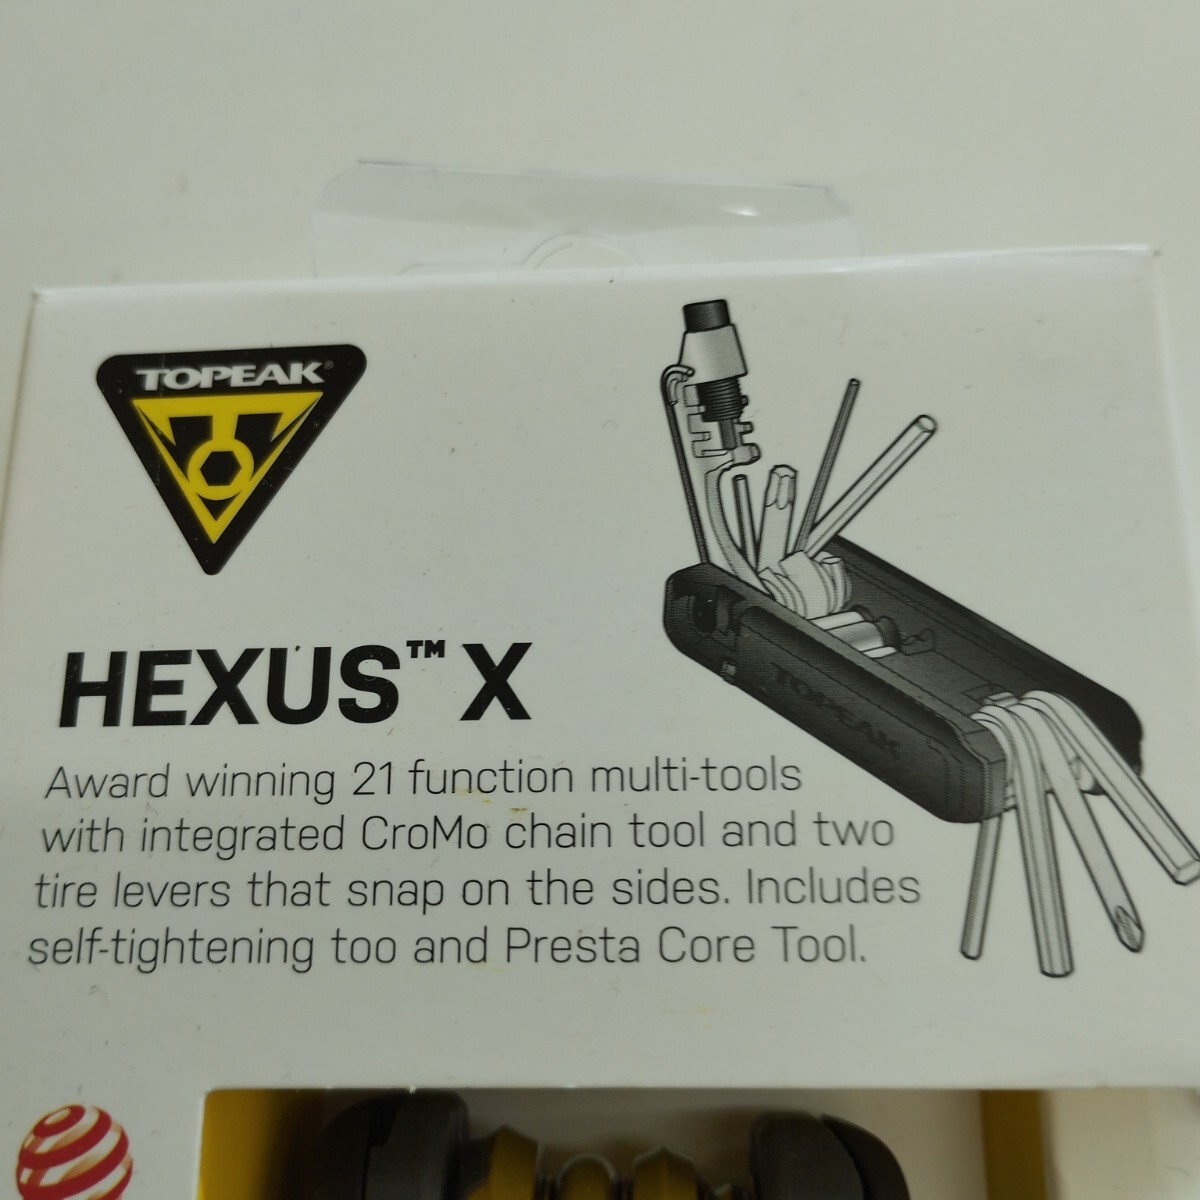 TOPEAK®
HEXUS™ X
Award winning 21 function multi-tools
with integrated CroMo chain tool and two
tire levers that snap on the sides. Includes
self-tightening too and Presta Core Tool.
TOPEAK